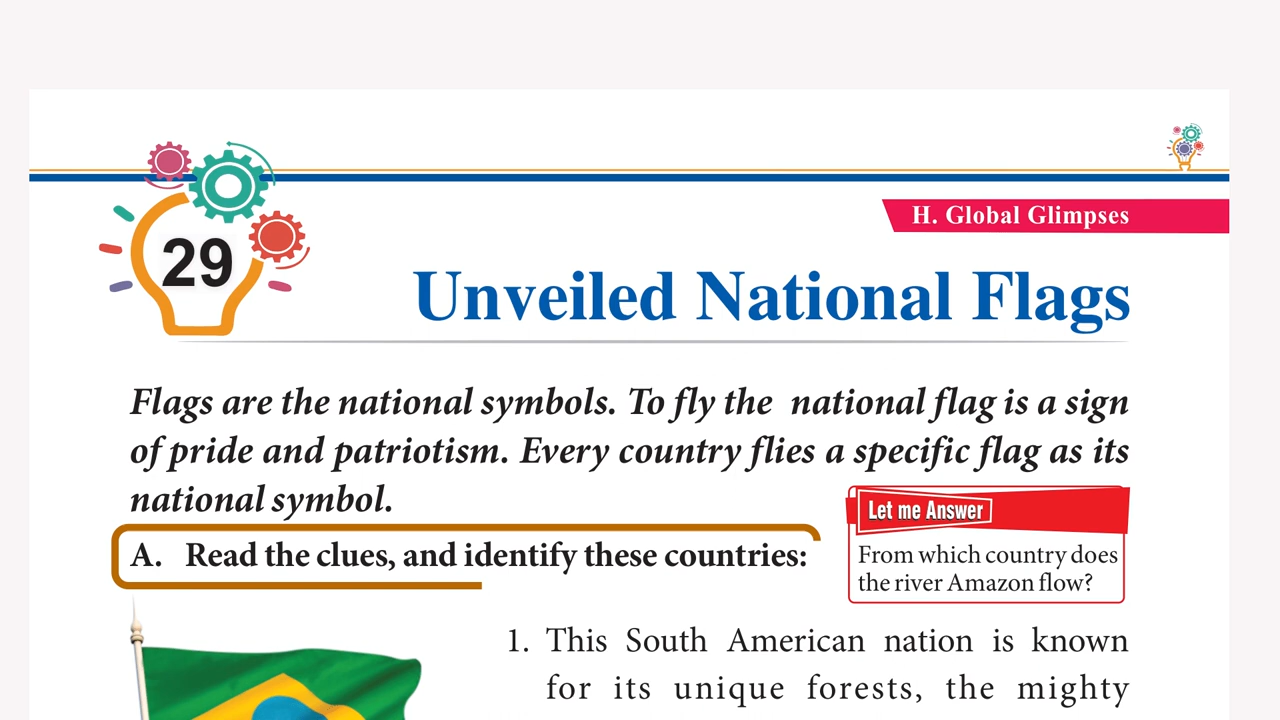 H. Global Glimpses
29
Unveiled National Flags
Flags are the national symbols. To fly the national flag is a sign
of pride and patriotism. Every country flies a specific flag as its
national symbol.
A. Read the clues, and identify these countries:
Let me Answer
From which country does
the river Amazon flow?
1. This South American nation is known
for its unique forests, the mighty